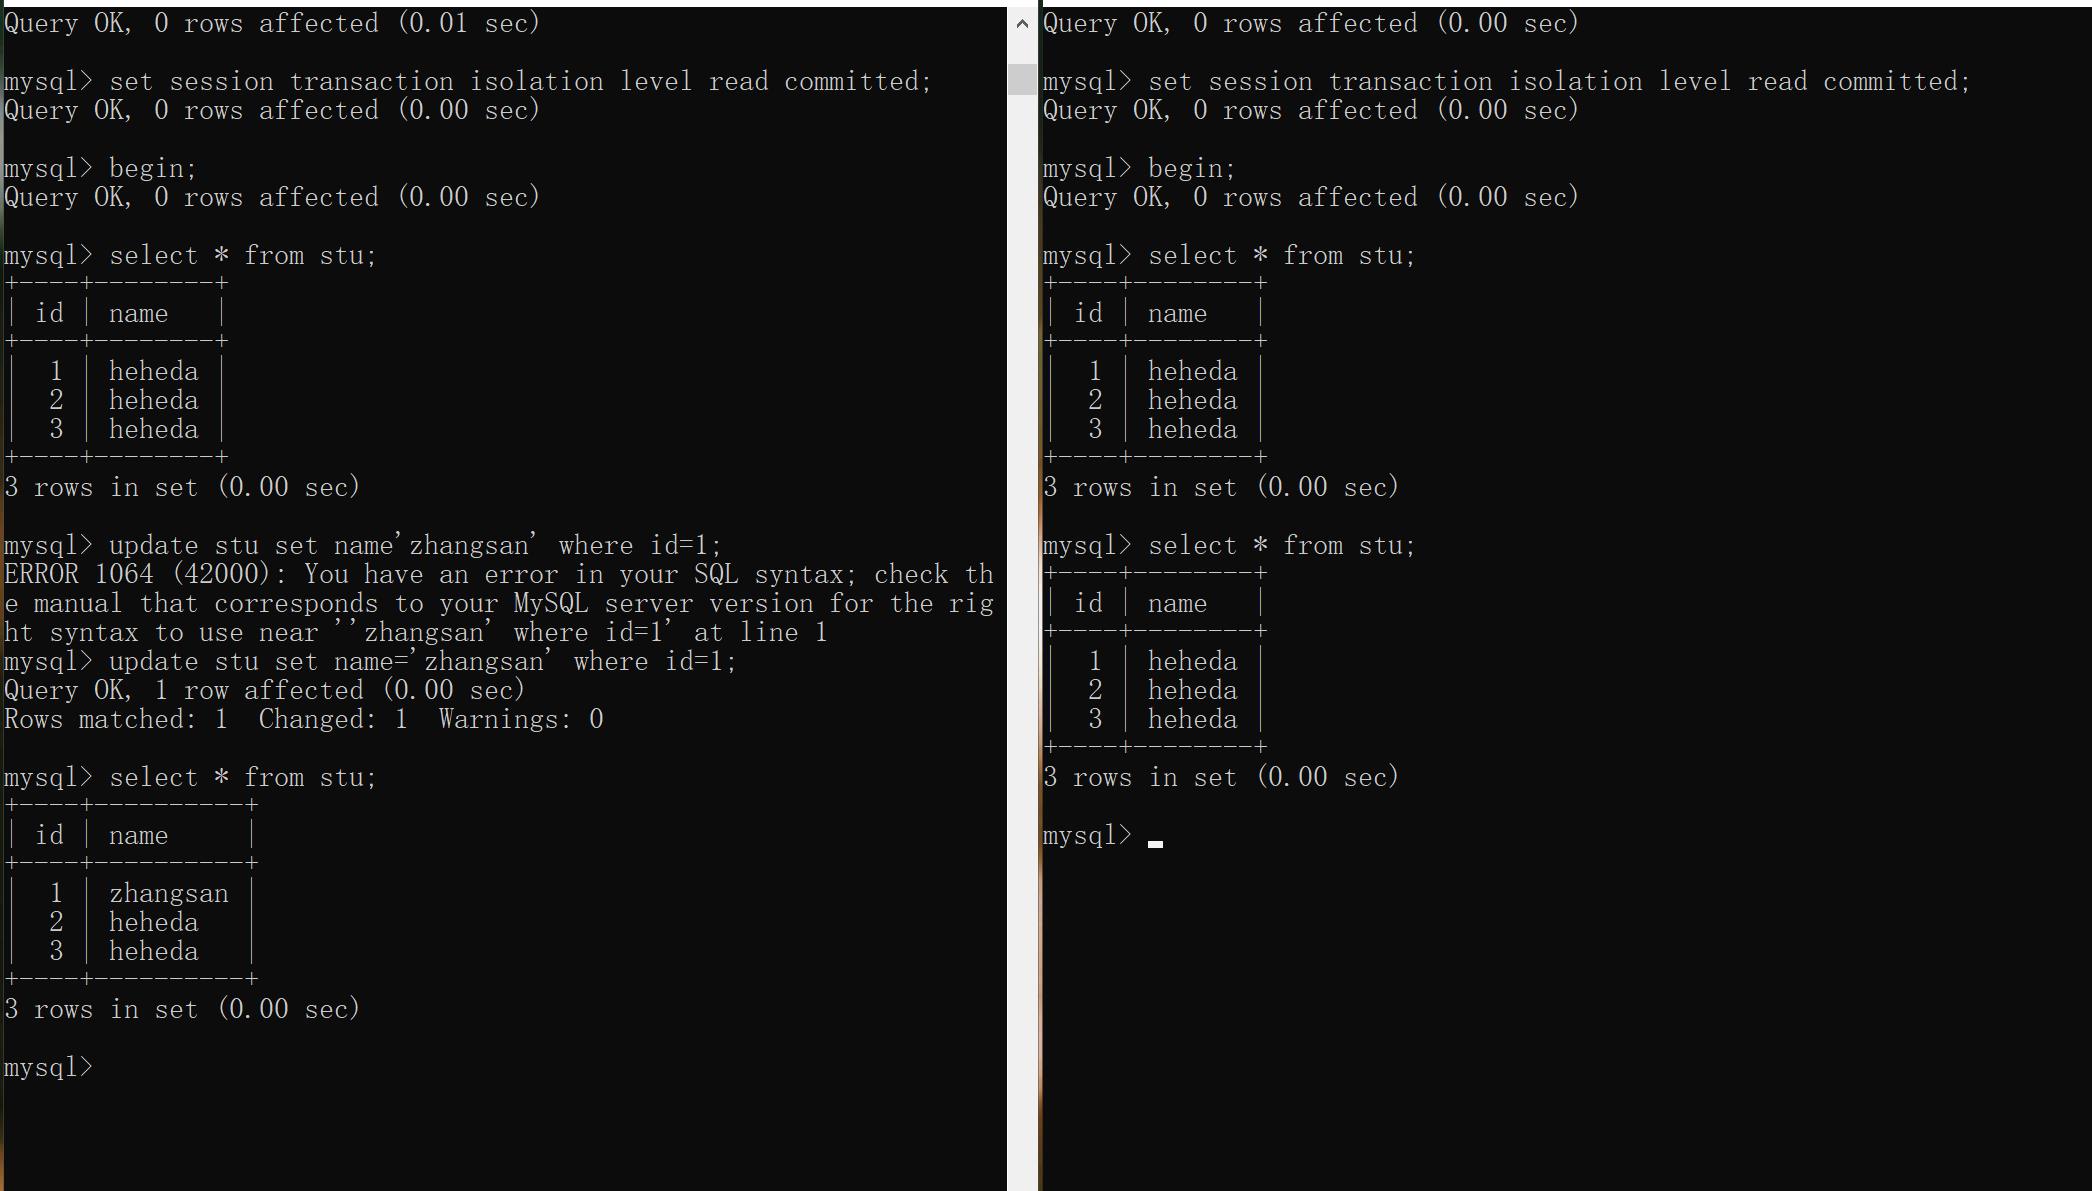 Query OK, 0 rows affected (0.01 sec)

mysql> set session transaction isolation level read committed;
Query OK, 0 rows affected (0.00 sec)

mysql> begin;
Query OK, 0 rows affected (0.00 sec)

mysql> select * from stu;
+----+--------+
| id | name   |
+----+--------+
|  1 | heheda |
|  2 | heheda |
|  3 | heheda |
+----+--------+
3 rows in set (0.00 sec)

mysql> update stu set name'zhangsan' where id=1;
ERROR 1064 (42000): You have an error in your SQL syntax; check th
e manual that corresponds to your MySQL server version for the rig
ht syntax to use near ''zhangsan' where id=1' at line 1
mysql> update stu set name='zhangsan' where id=1;
Query OK, 1 row affected (0.00 sec)
Rows matched: 1  Changed: 1  Warnings: 0

mysql> select * from stu;
+----+----------+
| id | name     |
+----+----------+
|  1 | zhangsan |
|  2 | heheda   |
|  3 | heheda   |
+----+----------+
3 rows in set (0.00 sec)

mysql>
Query OK, 0 rows affected (0.00 sec)

mysql> set session transaction isolation level read committed;
Query OK, 0 rows affected (0.00 sec)

mysql> begin;
Query OK, 0 rows affected (0.00 sec)

mysql> select * from stu;
+----+--------+
| id | name   |
+----+--------+
|  1 | heheda |
|  2 | heheda |
|  3 | heheda |
+----+--------+
3 rows in set (0.00 sec)

mysql> select * from stu;
+----+--------+
| id | name   |
+----+--------+
|  1 | heheda |
|  2 | heheda |
|  3 | heheda |
+----+--------+
3 rows in set (0.00 sec)

mysql>